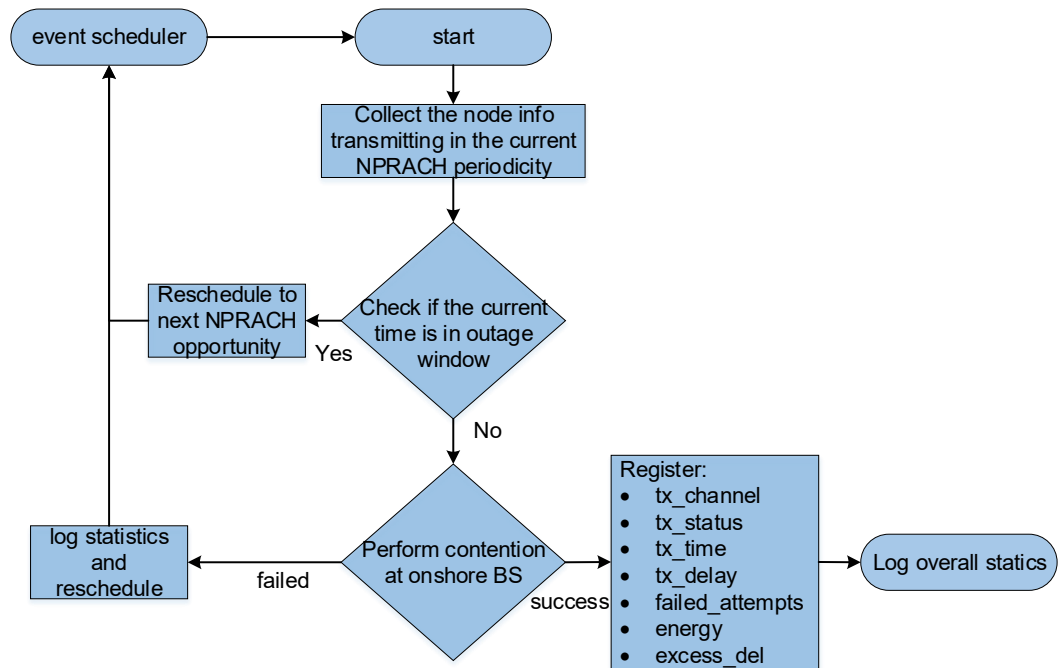 event scheduler
start
Collect the node info
transmitting in the current
NPRACH periodicity
Check if the current
time is in outage
window
Yes
Reschedule to
next NPRACH
opportunity
No
Perform contention
at onshore BS
failed
log statistics
and
reschedule
success
Register:
• tx_channel
• tx_status
• tx_time
• tx_delay
• failed_attempts
• energy
• excess_del
Log overall statics